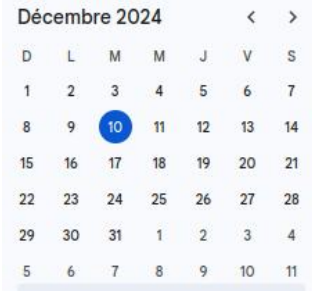 Décembre 2024 < >
D L M M J V S
1 2 3 4 5 6 7
8 9 10 11 12 13 14
15 16 17 18 19 20 21
22 23 24 25 26 27 28
29 30 31 1 2 3 4
5 6 7 8 9 10 11